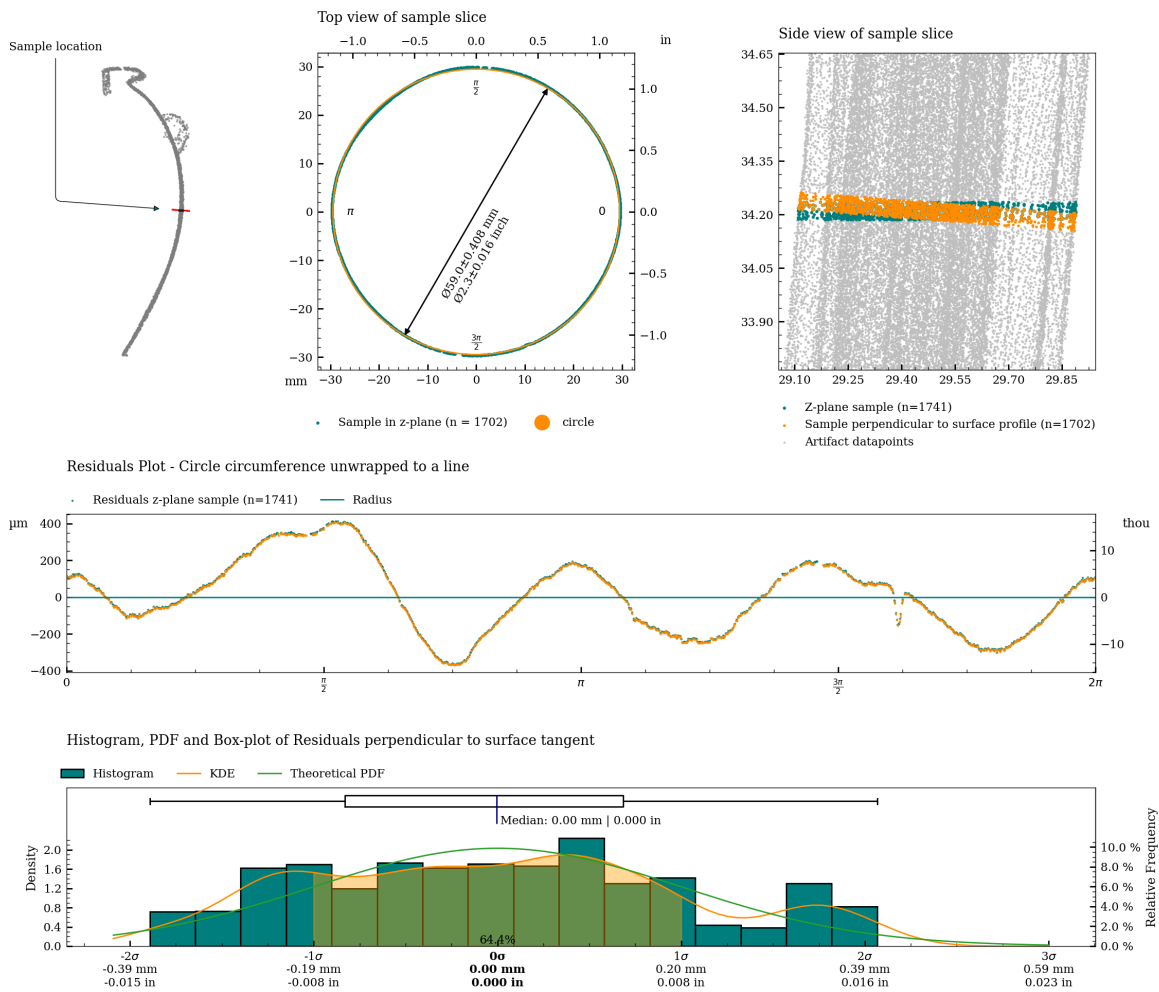 Sample location
Top view of sample slice
−1.0 −0.5 0.0 0.5 1.0 in
30
20
10
0
−10
−20
−30
mm
−30 −20 −10 0 10 20 30
1.0
0.5
0.0
−0.5
−1.0
π/2
π
0
3π/2
Ø59.0±0.408 mm
Ø2.3±0.016 inch
Sample in z-plane (n = 1702) circle
Side view of sample slice
34.65
34.50
34.35
34.20
34.05
33.90
29.10 29.25 29.40 29.55 29.70 29.85
Z-plane sample (n=1741)
Sample perpendicular to surface profile (n=1702)
Artifact datapoints
Residuals Plot - Circle circumference unwrapped to a line
Residuals z-plane sample (n=1741) Radius
μm
400
200
0
−200
−400
thou
10
0
−10
0 π/2 π 3π/2 2π
Histogram, PDF and Box-plot of Residuals perpendicular to surface tangent
Histogram KDE Theoretical PDF
Median: 0.00 mm | 0.000 in
Density
2.0
1.6
1.2
0.8
0.4
0.0
Relative Frequency
10.0 %
8.0 %
6.0 %
4.0 %
2.0 %
0.0 %
64.4%
-2σ -1σ 0σ 1σ 2σ 3σ
-0.39 mm -0.19 mm 0.00 mm 0.20 mm 0.39 mm 0.59 mm
-0.015 in -0.008 in 0.000 in 0.008 in 0.016 in 0.023 in